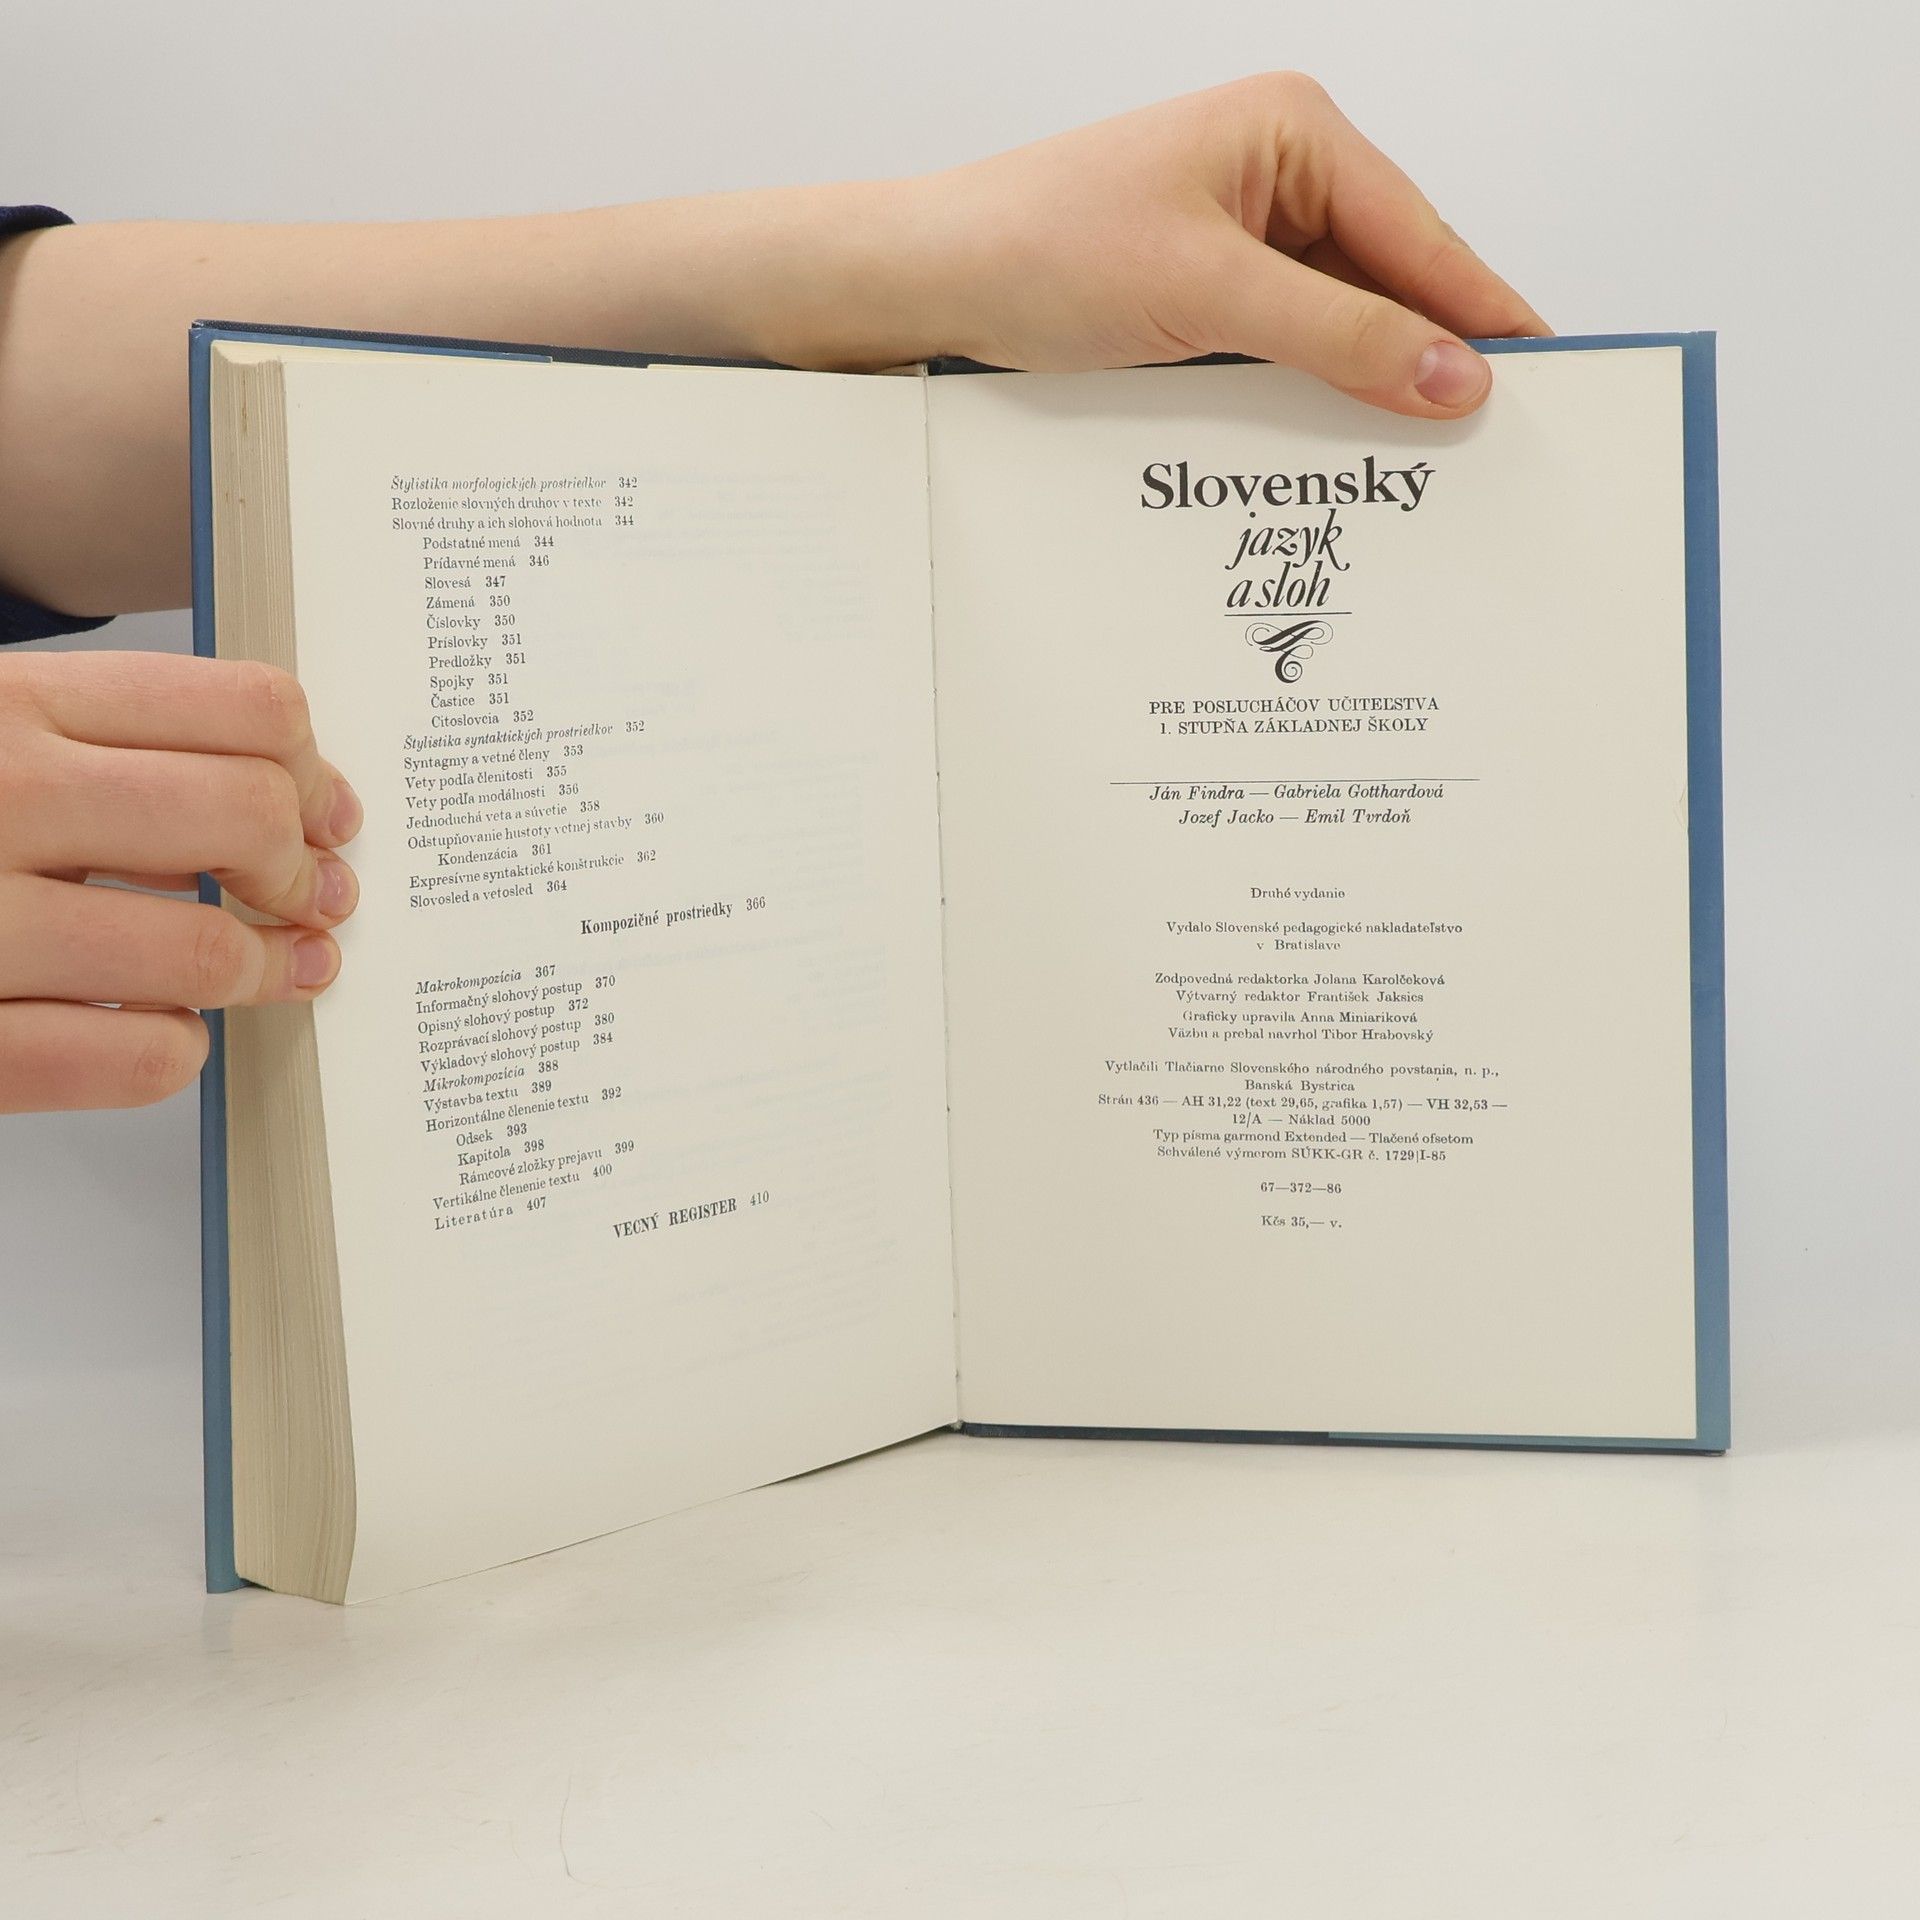 Štylistika morfologických prostriedkov 342
Rozloženie slovných druhov v texte 342
Slovné druhy a ich slohová hodnota 344
Podstatné mená 344
Prídavné mená 346
Slovesá 347
Zámená 350
Číslovky 350
Príslovky 351
Predložky 351
Spojky 351
Častice 351
Citoslovcia 352
Štylistika syntaktických prostriedkov 352
Syntagmy a vetné členy 353
Vety podľa členitosti 355
Vety podľa modálnosti 356
Jednoduchá veta a súvetie 358
Odstupňovanie hustoty vetnej stavby 360
Kondenzácia 361
Expresívne syntaktické konštrukcie 362
Slovosled a vetosled 364
Kompozičné prostriedky 366
Makrokompozícia 367
Informačný slohový postup 370
Opisný slohový postup 372
Rozprávací slohový postup 380
Výkladový slohový postup 384
Mikrokompozícia 388
Výstavba textu 389
Horizontálne členenie textu 392
Odsek 393
Kapitola 398
Rámcové zložky prejavu 399
Vertikálne členenie textu 400
Literatúra 407
VECNÝ REGISTER 410
Slovenský
jazyk
a sloh
PRE POSLUCHÁČOV UČITEĽSTVA
1. STUPŇA ZÁKLADNEJ ŠKOLY
Ján Findra — Gabriela Gotthardová
Jozef Jacko — Emil Tvrdoň
Druhé vydanie
Vydalo Slovenské pedagogické nakladateľstvo
v Bratislave
Zodpovedná redaktorka Jolana Karolčeková
Výtvarný redaktor František Jaksics
Graficky upravila Anna Miniariková
Väzbu a prebal navrhol Tibor Hrabovský
Vytlačili Tlačiarne Slovenského národného povstania, n. p.,
Banská Bystrica
Strán 436 — AH 31,22 (text 29,65, grafika 1,57) — VH 32,53 —
12/A — Náklad 5000
Typ písma garmond Extended — Tlačené ofsetom
Schválené výmerom SÚKK-GR č. 1729|I-85
67—372—86
Kčs 35,— v.